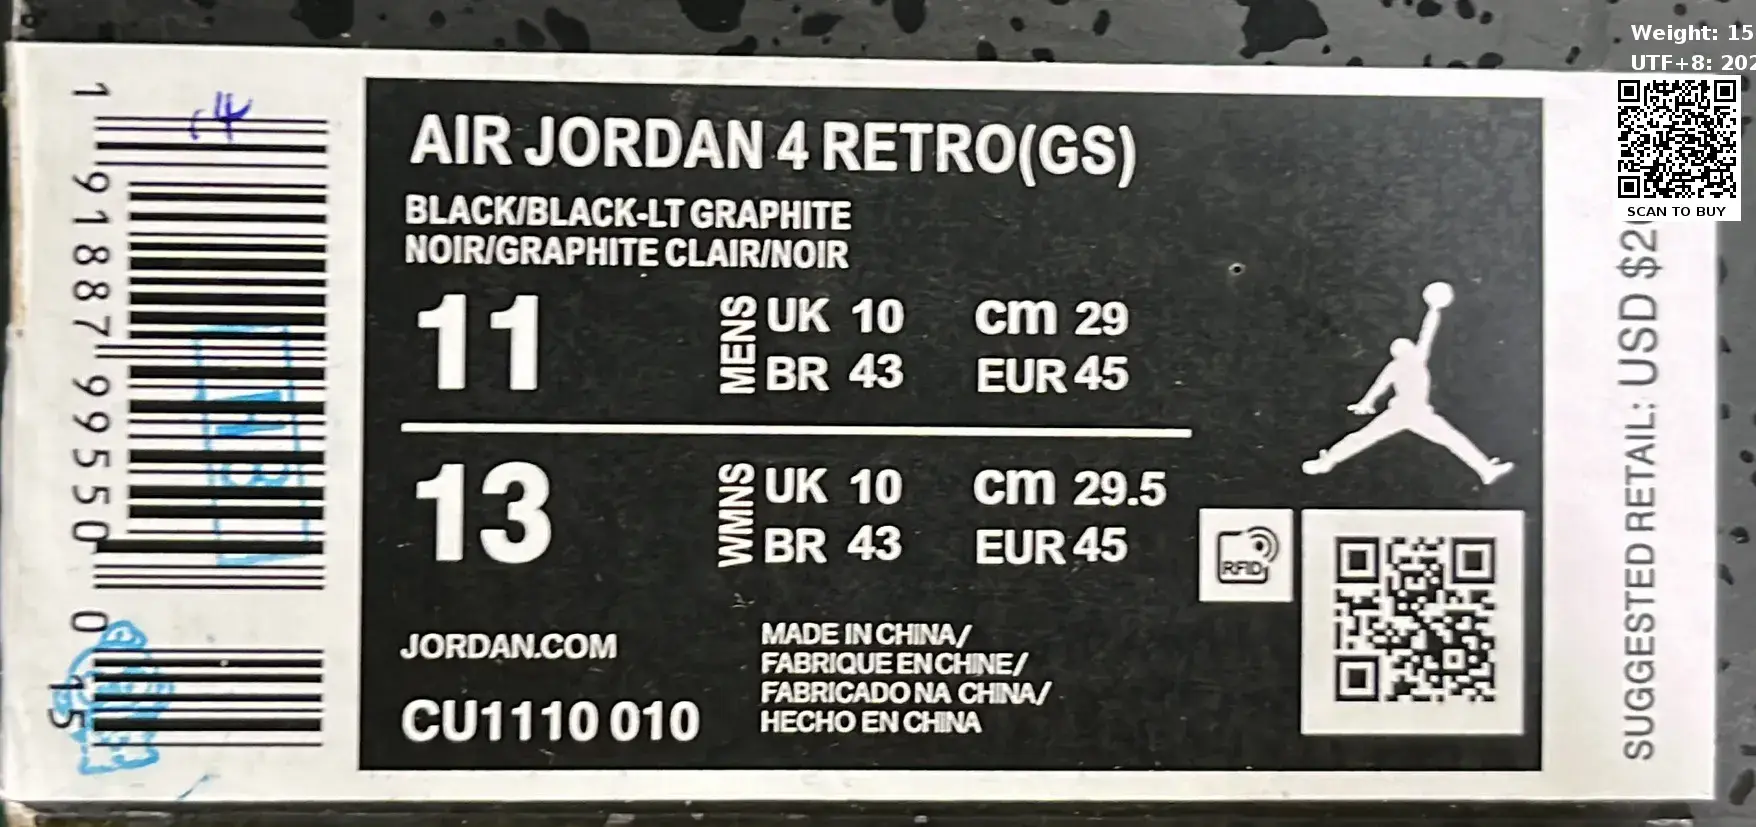 Weight: 15
UTF+8: 202
SCAN TO BUY
1
91887 99550
0
15
AIR JORDAN 4 RETRO(GS)
BLACK/BLACK-LT GRAPHITE
NOIR/GRAPHITE CLAIR/NOIR
11 MENS UK 10 cm 29
BR 43 EUR 45
13 WMNS UK 10 cm 29.5
BR 43 EUR 45
RFID
JORDAN.COM
CU1110 010
MADE IN CHINA/
FABRIQUE EN CHINE/
FABRICADO NA CHINA/
HECHO EN CHINA
SUGGESTED RETAIL: USD $2